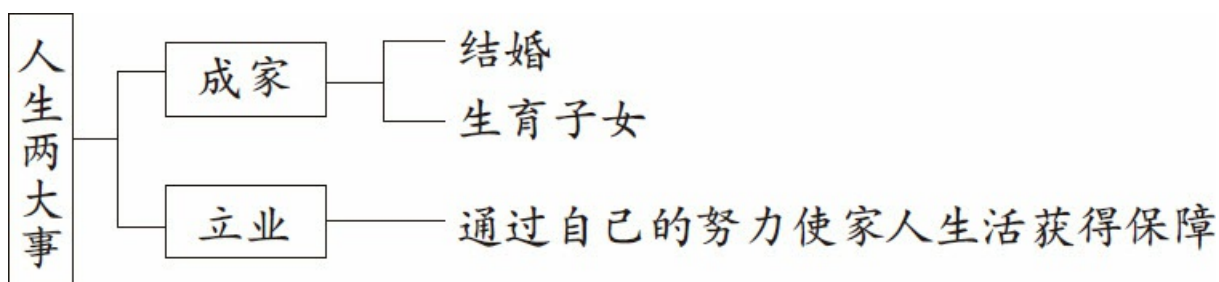 人生两大事
成家
结婚
生育子女
立业
通过自己的努力使家人生活获得保障